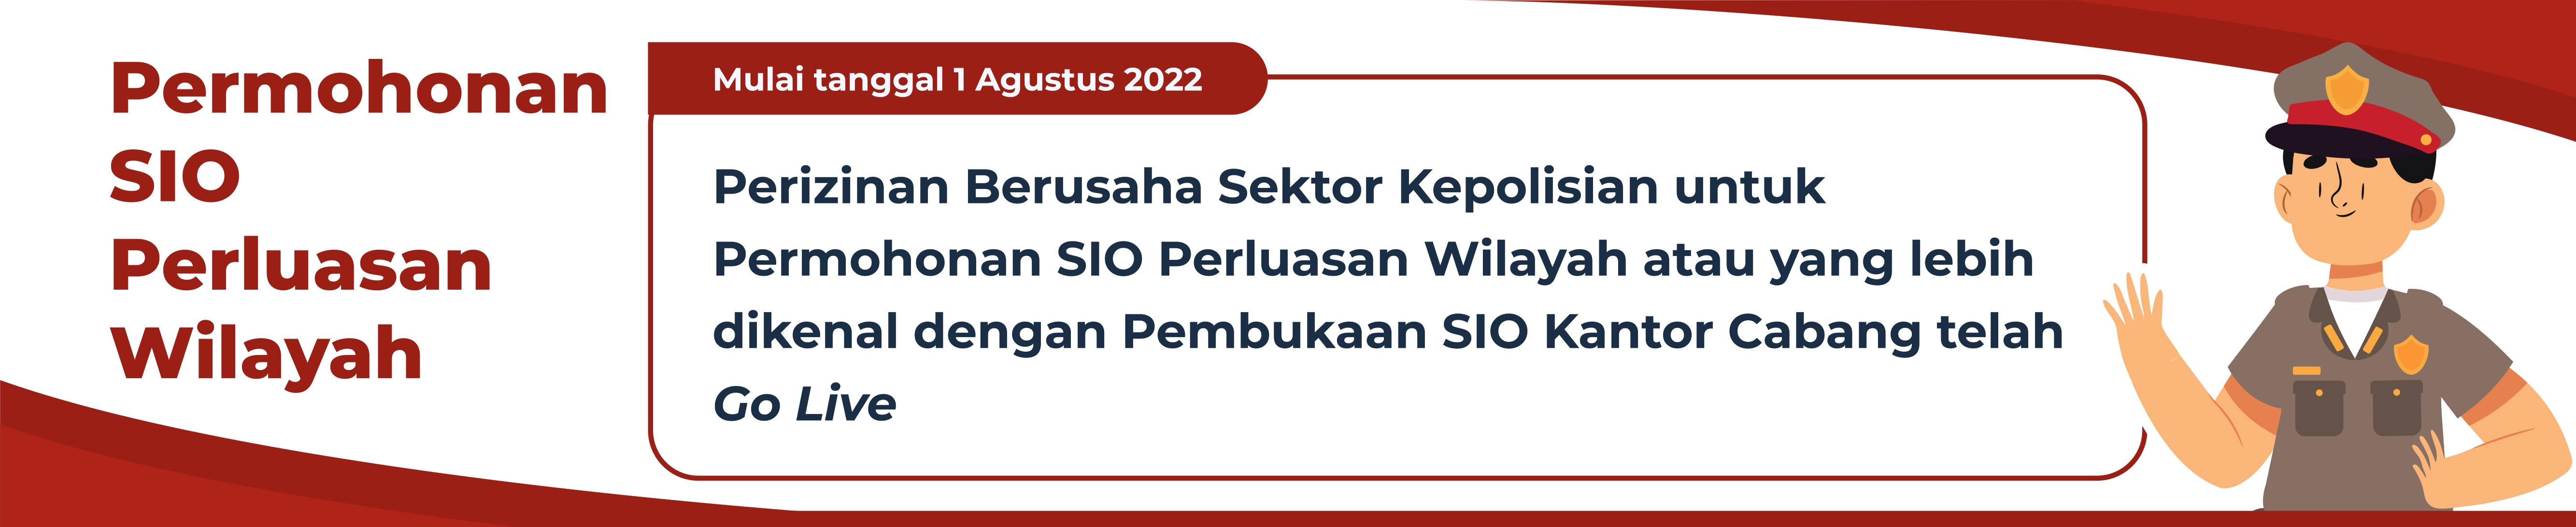 Permohonan
SIO
Perluasan
Wilayah
Mulai tanggal 1 Agustus 2022
Perizinan Berusaha Sektor Kepolisian untuk
Permohonan SIO Perluasan Wilayah atau yang lebih
dikenal dengan Pembukaan SIO Kantor Cabang telah
Go Live